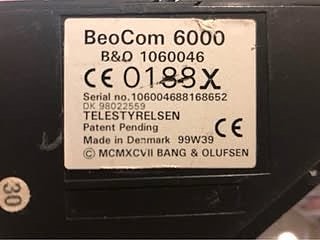 BeoCom 6000
B&O 1060046
CE 0188 X
Serial no.106004688168652
DK 98022559
TELESTYRELSEN
Patent Pending
CE
Made in Denmark 99W39
© MCMXCVII BANG & OLUFSEN
30